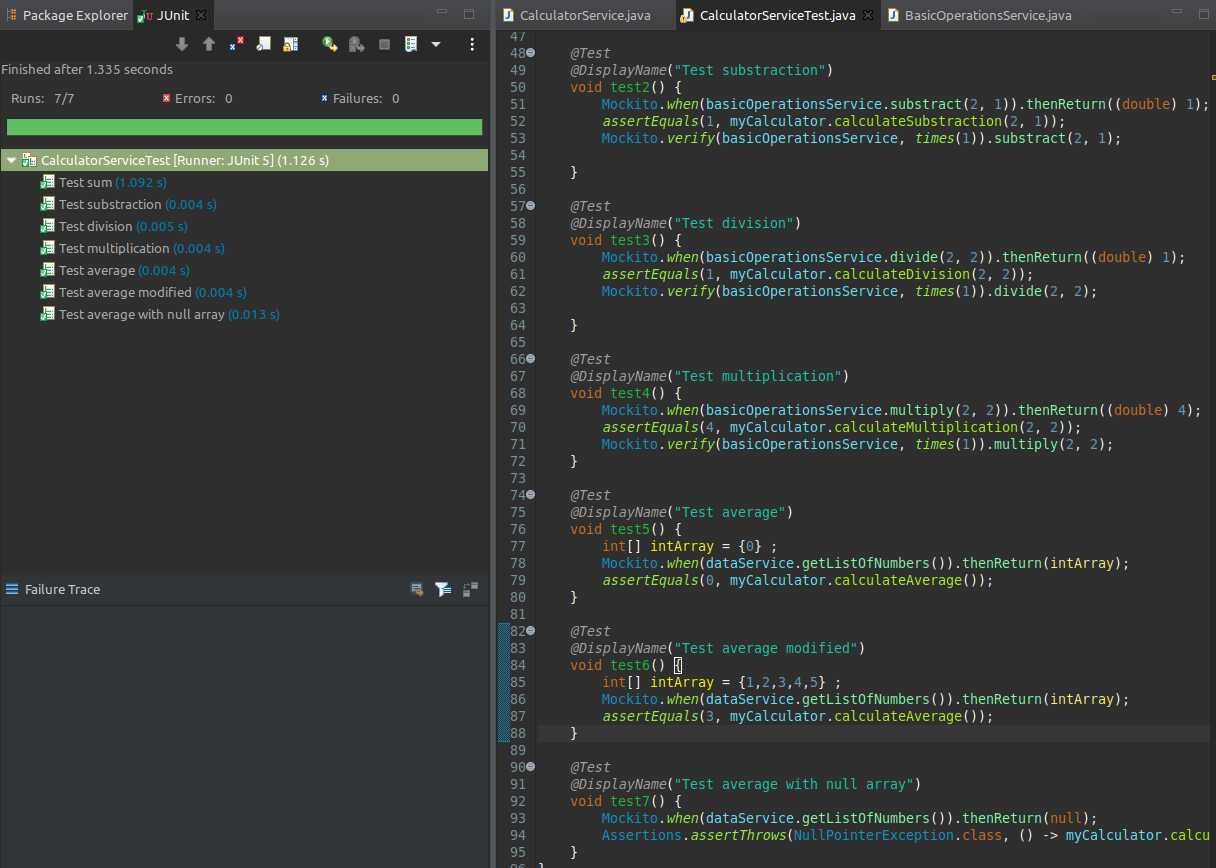 Package Explorer
JUnit
Finished after 1.335 seconds
Runs: 7/7
Errors: 0
Failures: 0
CalculatorServiceTest [Runner: JUnit 5] (1.126 s)
Test sum (1.092 s)
Test substraction (0.004 s)
Test division (0.005 s)
Test multiplication (0.004 s)
Test average (0.004 s)
Test average modified (0.004 s)
Test average with null array (0.013 s)
Failure Trace
CalculatorService.java
CalculatorServiceTest.java
BasicOperationsService.java
47
48 @Test
49 @DisplayName("Test substraction")
50 void test2() {
51 Mockito.when(basicOperationsService.substract(2, 1)).thenReturn((double) 1);
52 assertEquals(1, myCalculator.calculateSubstraction(2, 1));
53 Mockito.verify(basicOperationsService, times(1)).substract(2, 1);
54
55 }
56
57 @Test
58 @DisplayName("Test division")
59 void test3() {
60 Mockito.when(basicOperationsService.divide(2, 2)).thenReturn((double) 1);
61 assertEquals(1, myCalculator.calculateDivision(2, 2));
62 Mockito.verify(basicOperationsService, times(1)).divide(2, 2);
63
64 }
65
66 @Test
67 @DisplayName("Test multiplication")
68 void test4() {
69 Mockito.when(basicOperationsService.multiply(2, 2)).thenReturn((double) 4);
70 assertEquals(4, myCalculator.calculateMultiplication(2, 2));
71 Mockito.verify(basicOperationsService, times(1)).multiply(2, 2);
72 }
73
74 @Test
75 @DisplayName("Test average")
76 void test5() {
77 int[] intArray = {0} ;
78 Mockito.when(dataService.getListOfNumbers()).thenReturn(intArray);
79 assertEquals(0, myCalculator.calculateAverage());
80 }
81
82 @Test
83 @DisplayName("Test average modified")
84 void test6() {
85 int[] intArray = {1,2,3,4,5} ;
86 Mockito.when(dataService.getListOfNumbers()).thenReturn(intArray);
87 assertEquals(3, myCalculator.calculateAverage());
88 }
89
90 @Test
91 @DisplayName("Test average with null array")
92 void test7() {
93 Mockito.when(dataService.getListOfNumbers()).thenReturn(null);
94 Assertions.assertThrows(NullPointerException.class, () -> myCalculator.calcu
95 }
96 }